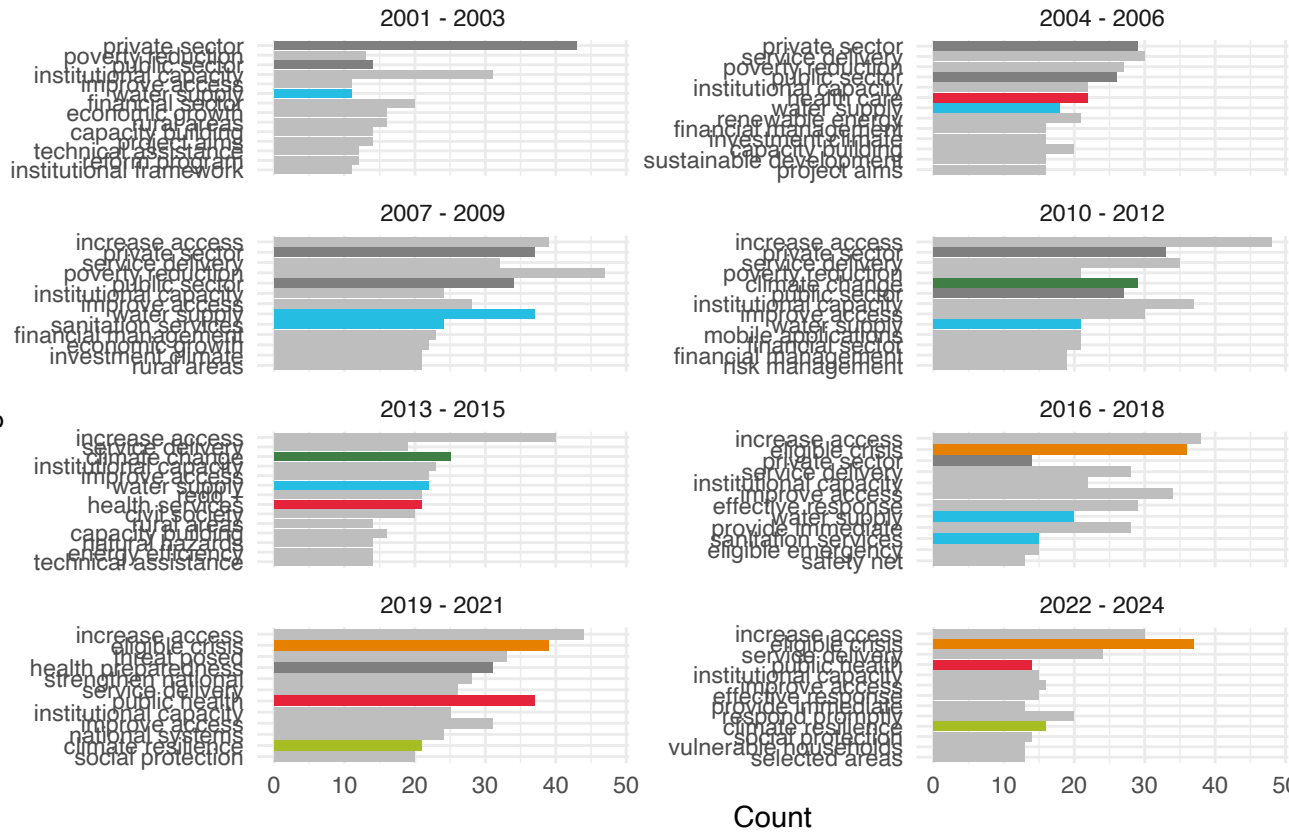 2001 - 2003
private sector
poverty reduction
public sector
institutional capacity
improve access
water supply
financial sector
economic growth
rural areas
capacity building
project aims
technical assistance
reform program
institutional framework
2004 - 2006
private sector
service delivery
poverty reduction
public sector
institutional capacity
health care
water supply
renewable energy
financial management
investment climate
capacity building
sustainable development
project aims
2007 - 2009
increase access
private sector
service delivery
poverty reduction
public sector
institutional capacity
improve access
water supply
sanitation services
financial management
economic growth
investment climate
rural areas
2010 - 2012
increase access
private sector
service delivery
poverty reduction
climate change
public sector
institutional capacity
improve access
water supply
mobile applications
financial sector
financial management
risk management
2013 - 2015
increase access
service delivery
climate change
institutional capacity
improve access
water supply
redd +
health services
civil society
rural areas
capacity building
natural hazards
energy efficiency
technical assistance
2016 - 2018
increase access
eligible crisis
private sector
service delivery
institutional capacity
improve access
effective response
water supply
provide immediate
sanitation services
eligible emergency
safety net
2019 - 2021
increase access
eligible crisis
threat posed
health preparedness
strengthen national
service delivery
public health
institutional capacity
improve access
national systems
climate resilience
social protection
0 10 20 30 40 50
2022 - 2024
increase access
eligible crisis
service delivery
public health
institutional capacity
improve access
effective response
provide immediate
respond promptly
climate resilience
social protection
vulnerable households
selected areas
0 10 20 30 40 50
Count